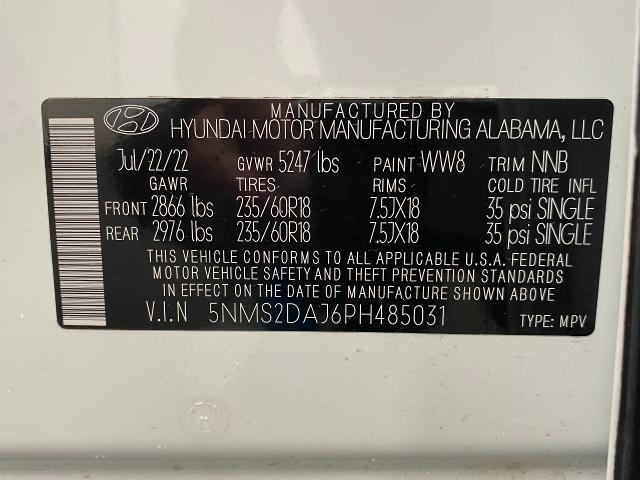 MANUFACTURED BY
HYUNDAI MOTOR MANUFACTURING ALABAMA, LLC
Jul/22/22 GVWR 5247 lbs PAINT WW8 TRIM NNB
GAWR TIRES RIMS COLD TIRE INFL
FRONT 2866 lbs 235/60R18 7.5JX18 35 psi SINGLE
REAR 2976 lbs 235/60R18 7.5JX18 35 psi SINGLE
THIS VEHICLE CONFORMS TO ALL APPLICABLE U.S.A. FEDERAL
MOTOR VEHICLE SAFETY AND THEFT PREVENTION STANDARDS
IN EFFECT ON THE DATE OF MANUFACTURE SHOWN ABOVE
V.I.N 5NMS2DAJ6PH485031 TYPE: MPV